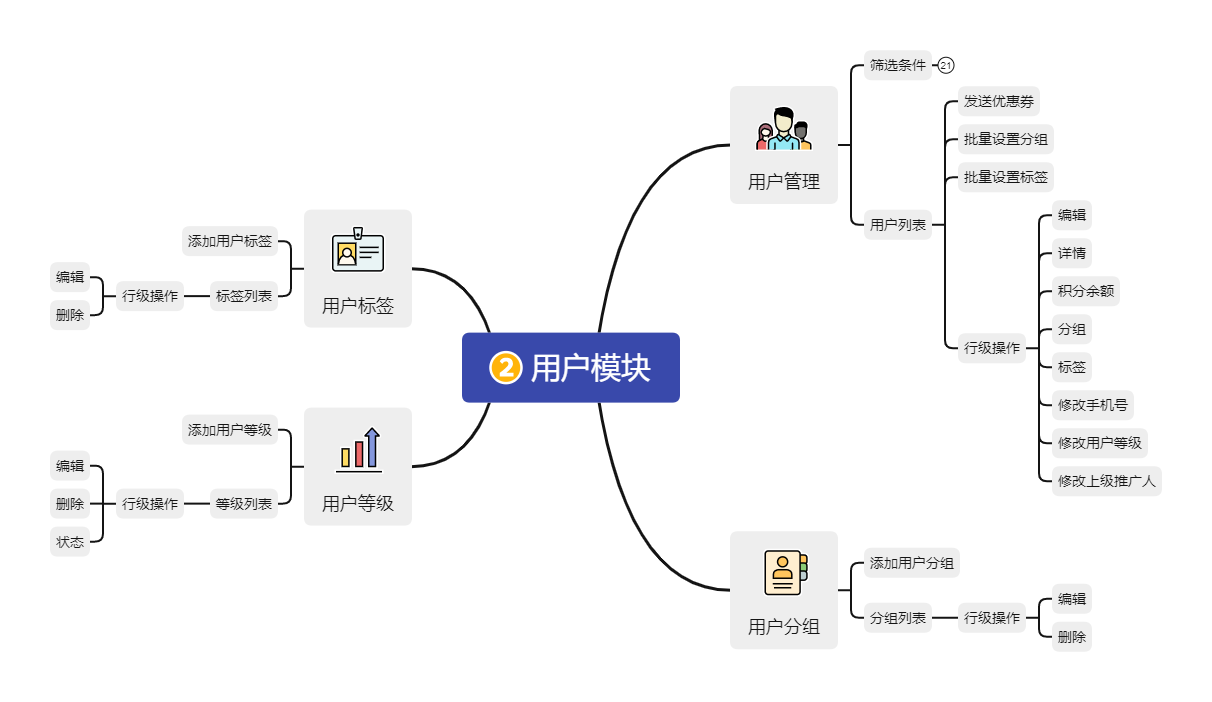 ② 用户模块
用户管理
筛选条件
21
用户列表
发送优惠券
批量设置分组
批量设置标签
行级操作
编辑
详情
积分余额
分组
标签
修改手机号
修改用户等级
修改上级推广人
用户分组
添加用户分组
分组列表
行级操作
编辑
删除
用户标签
添加用户标签
标签列表
行级操作
编辑
删除
用户等级
添加用户等级
等级列表
行级操作
编辑
删除
状态